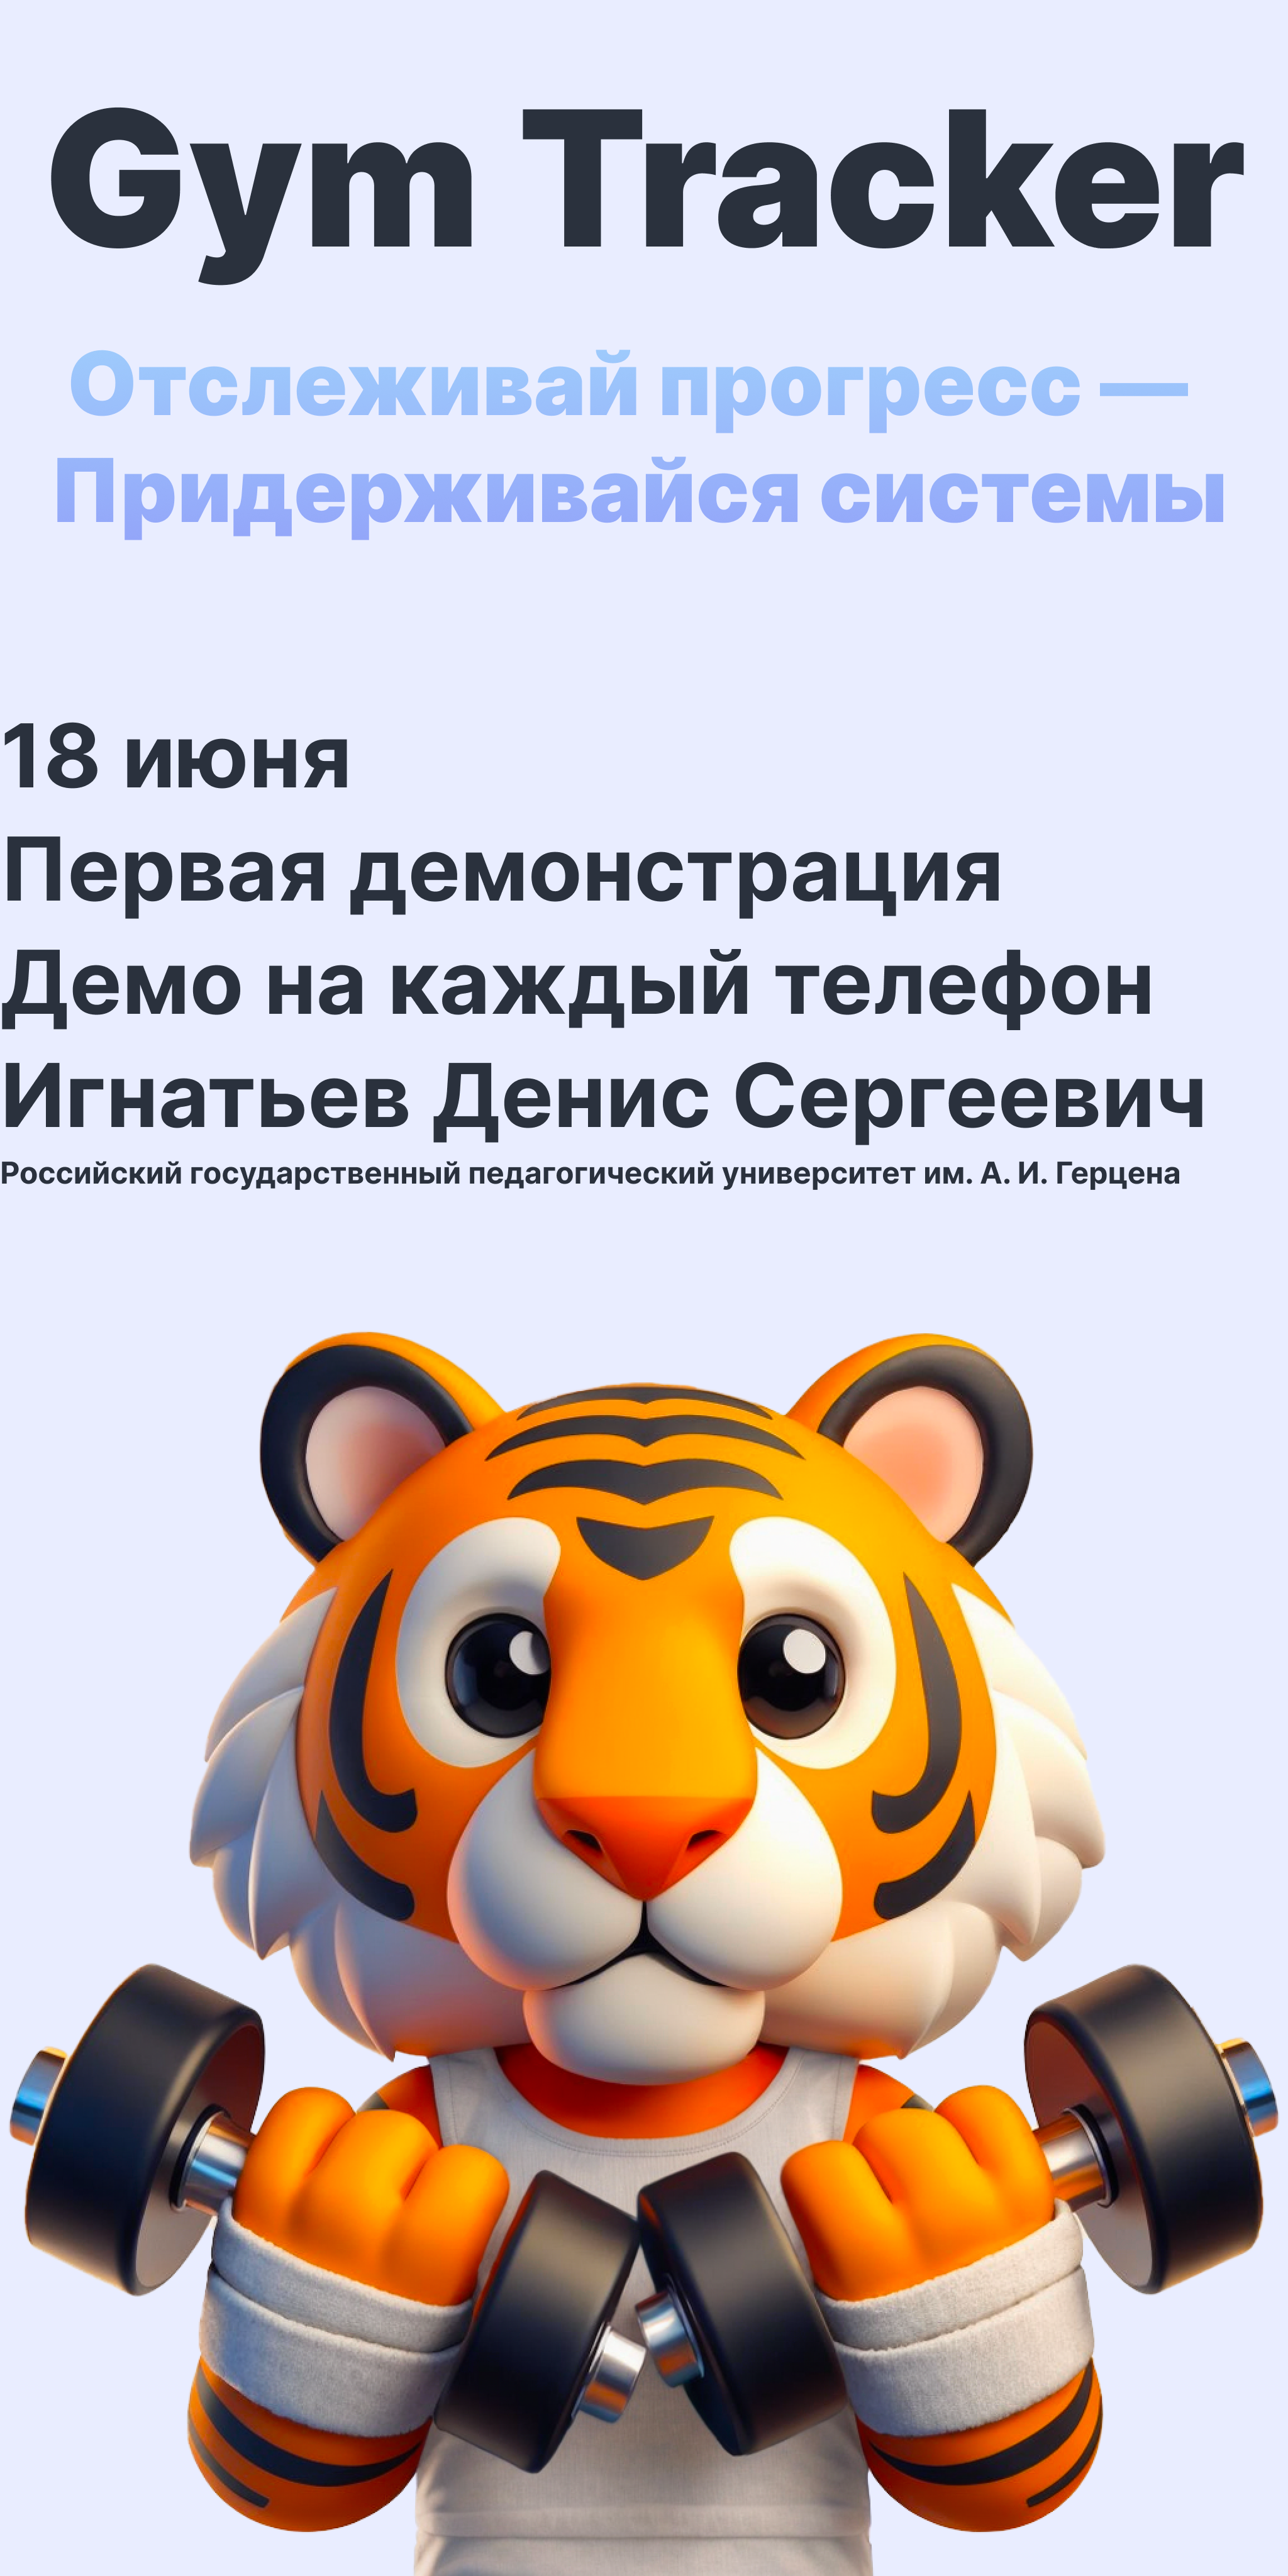 Gym Tracker
Отслеживай прогресс —
Придерживайся системы
18 июня
Первая демонстрация
Демо на каждый телефон
Игнатьев Денис Сергеевич
Российский государственный педагогический университет им. А. И. Герцена